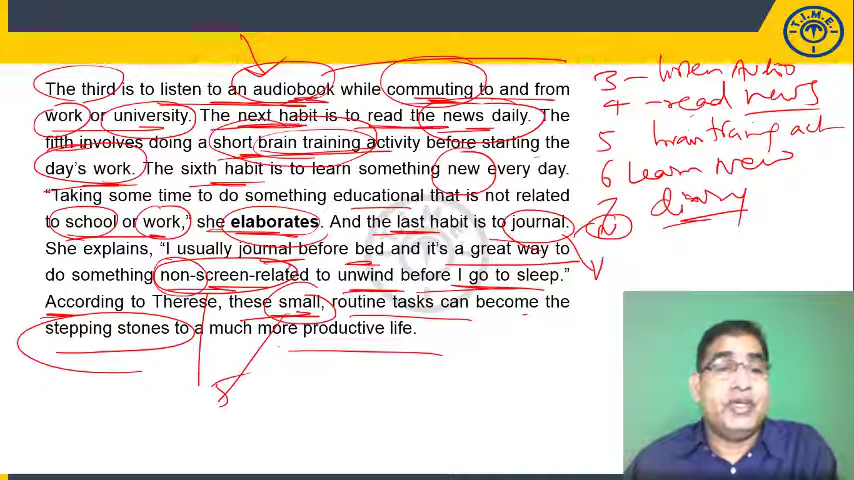 T.I.M.E.
The third is to listen to an audiobook while commuting to and from
work or university. The next habit is to read the news daily. The
fifth involves doing a short brain training activity before starting the
day's work. The sixth habit is to learn something new every day.
“Taking some time to do something educational that is not related
to school or work,” she elaborates. And the last habit is to journal.
She explains, “I usually journal before bed and it's a great way to
do something non-screen-related to unwind before I go to sleep.”
According to Therese, these small, routine tasks can become the
stepping stones to a much more productive life.
3 - listen Audio
4 - read news
5 brain traing act
6 Learn New
7 diary